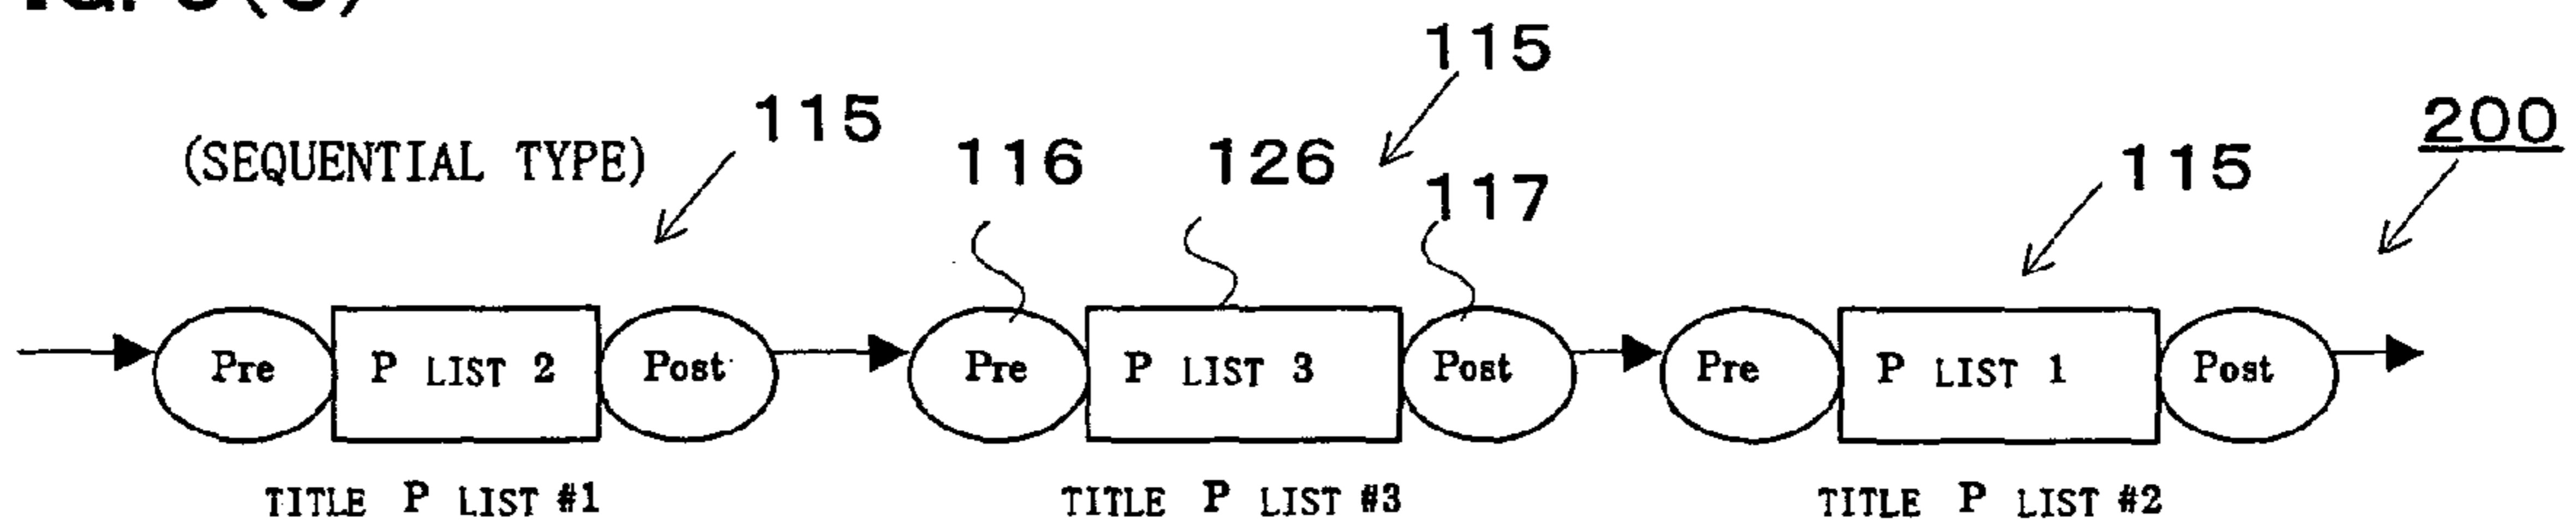 115
115
200
(SEQUENTIAL TYPE)
116
126
117
115
Pre P LIST 2 Post Pre P LIST 3 Post Pre P LIST 1 Post
TITLE P LIST #1 TITLE P LIST #3 TITLE P LIST #2